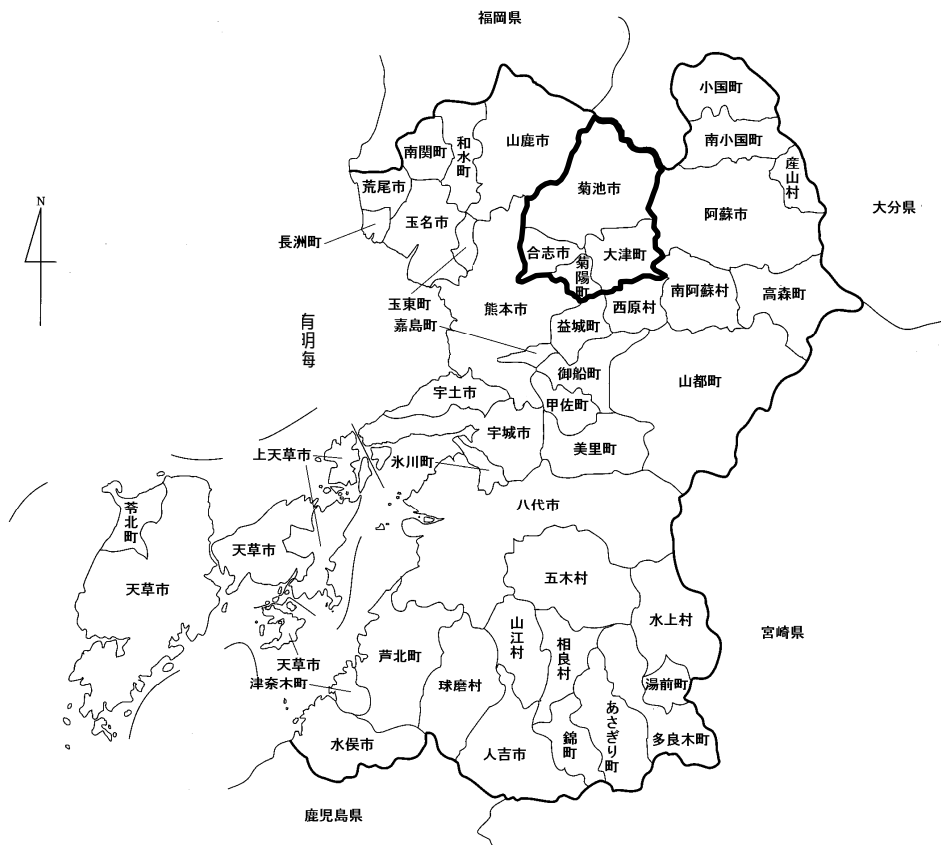 福岡県
小国町
南小国町
産山村
山鹿市
和水町
南関町
荒尾市
菊池市
阿蘇市
大分県
玉名市
長洲町
合志市
菊陽町
大津町
N
玉東町
熊本市
西原村
南阿蘇村
高森町
嘉島町
益城町
有明海
御船町
山都町
宇土市
甲佐町
宇城市
美里町
上天草市
氷川町
八代市
苓北町
天草市
五木村
天草市
水上村
山江村
相良村
宮崎県
芦北町
天草市
津奈木町
球磨村
湯前町
あさぎり町
水俣市
人吉市
錦町
多良木町
鹿児島県